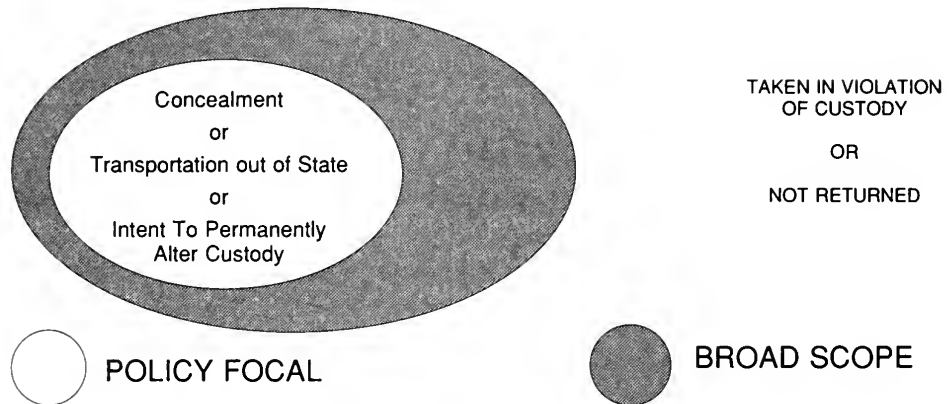 Concealment
or
Transportation out of State
or
Intent To Permanently
Alter Custody
TAKEN IN VIOLATION
OF CUSTODY
OR
NOT RETURNED
POLICY FOCAL
BROAD SCOPE